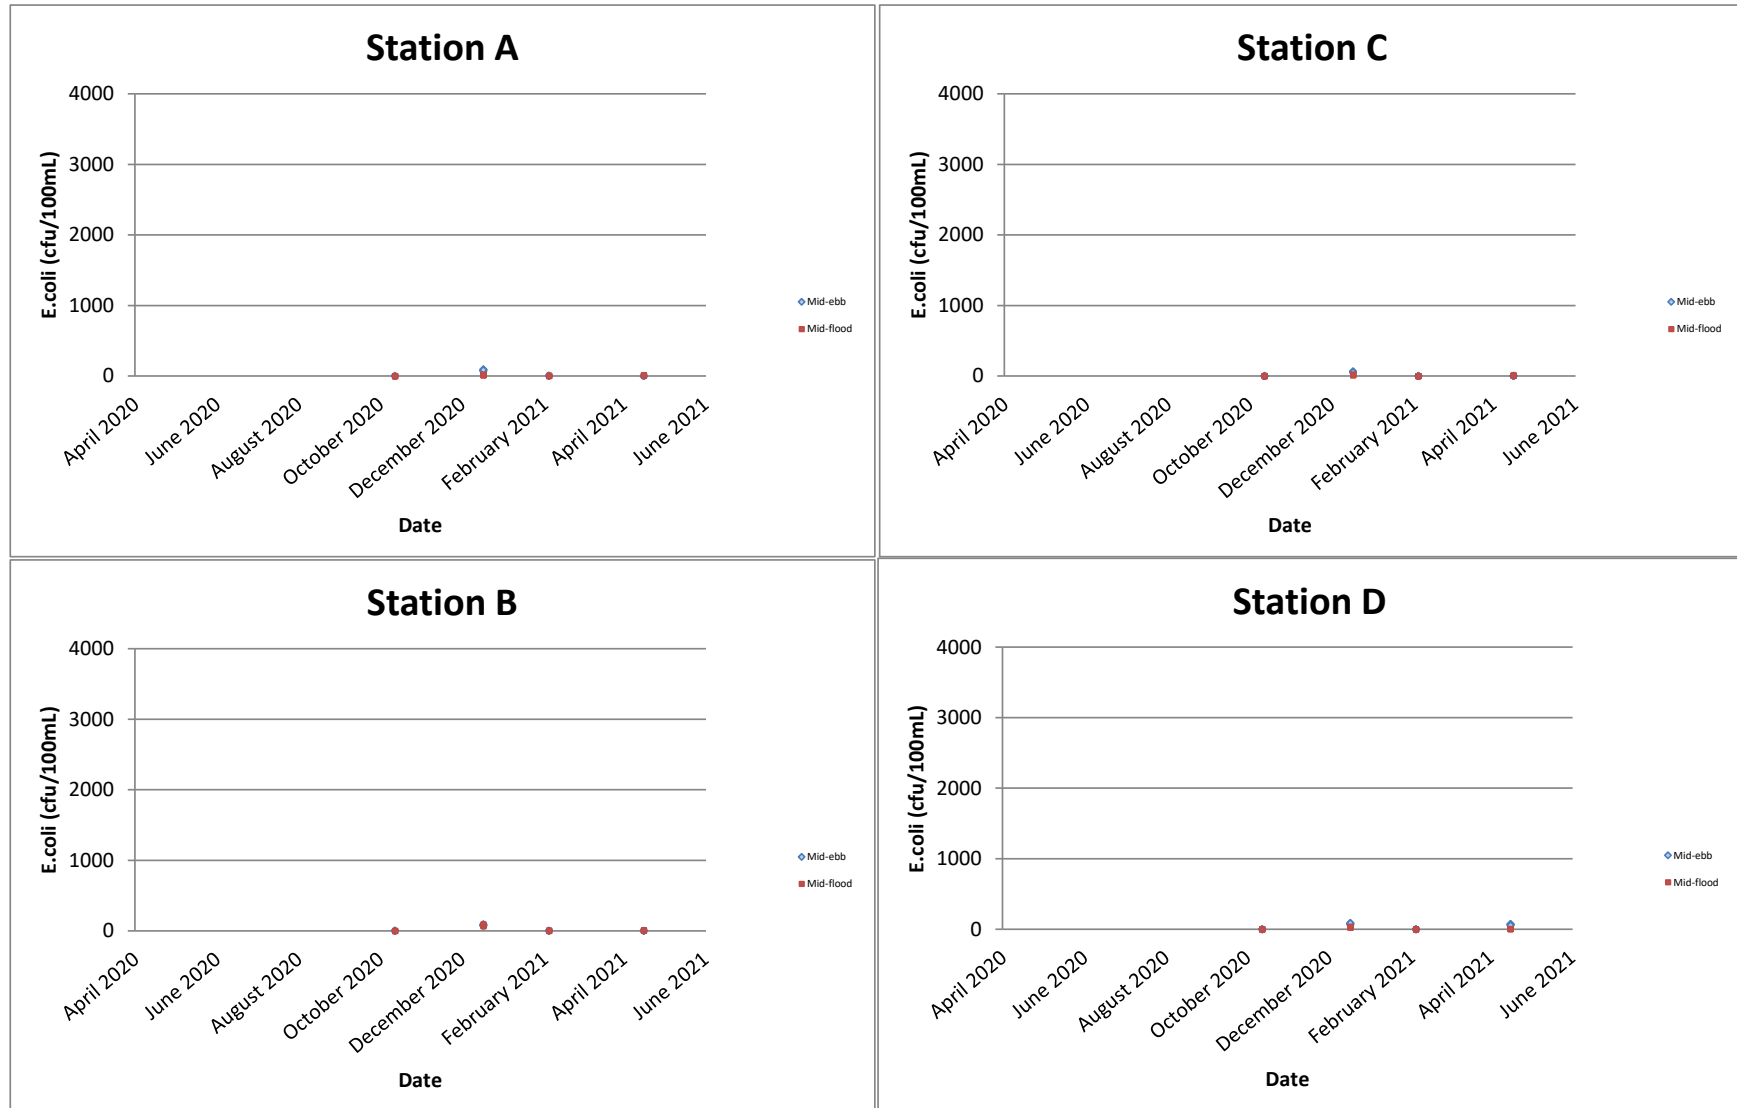 Station A
4000
3000
2000
1000
0
E.coli (cfu/100mL)
April 2020
June 2020
August 2020
October 2020
December 2020
February 2021
April 2021
June 2021
Date
Mid-ebb
Mid-flood
Station C
4000
3000
2000
1000
0
E.coli (cfu/100mL)
April 2020
June 2020
August 2020
October 2020
December 2020
February 2021
April 2021
June 2021
Date
Mid-ebb
Mid-flood
Station B
4000
3000
2000
1000
0
E.coli (cfu/100mL)
April 2020
June 2020
August 2020
October 2020
December 2020
February 2021
April 2021
June 2021
Date
Mid-ebb
Mid-flood
Station D
4000
3000
2000
1000
0
E.coli (cfu/100mL)
April 2020
June 2020
August 2020
October 2020
December 2020
February 2021
April 2021
June 2021
Date
Mid-ebb
Mid-flood